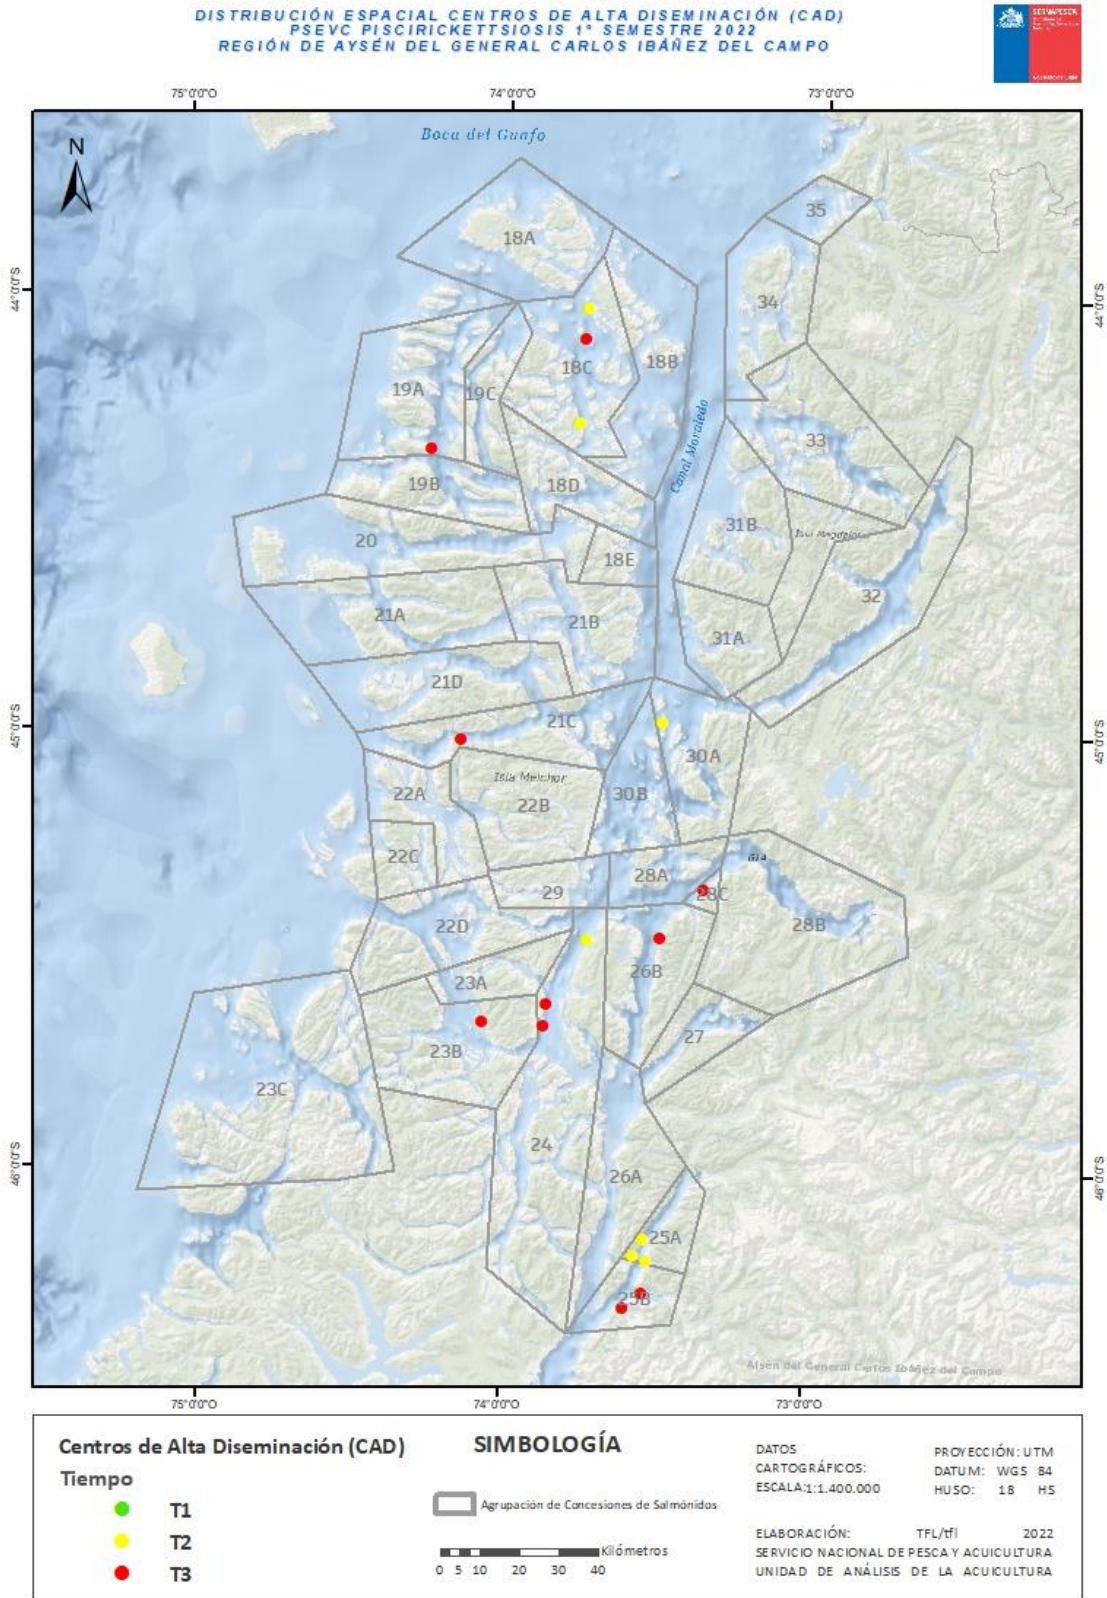 DISTRIBUCIÓN ESPACIAL CENTROS DE ALTA DISEMINACIÓN (CAD)
PSEVC PISCIRICKETTSIOSIS 1° SEMESTRE 2022
REGIÓN DE AYSÉN DEL GENERAL CARLOS IBÁÑEZ DEL CAMPO
SERNAPESCA
75°0'0"O 74°0'0"O 73°0'0"O
Boca del Guafo
N
35
18A
44°0'0"S 44°0'0"S
34
18B
18C
19A 19C
Canal Moraleda
33
19B 18D
31B
20
Isla Magdalena
18E
32
21A 21B
31A
21D
21C
45°0'0"S 45°0'0"S
30A
Isla Melchor
22A 22B 30B
22C
28A
29 28C
22D 28B
26B
23A
27
23B
23C
24
46°0'0"S 26A 46°0'0"S
25A
25B
Aisén del General Carlos Ibáñez del Campo
75°0'0"O 74°0'0"O 73°0'0"O
Centros de Alta Diseminación (CAD)
Tiempo
T1
T2
T3
SIMBOLOGÍA
Agrupación de Concesiones de Salmónidos
Kilómetros
0 5 10 20 30 40
DATOS
CARTOGRÁFICOS:
ESCALA:1:1.400.000
PROYECCIÓN: UTM
DATUM: WGS 84
HUSO: 18 HS
ELABORACIÓN: TFL/tfl 2022
SERVICIO NACIONAL DE PESCA Y ACUICULTURA
UNIDAD DE ANÁLISIS DE LA ACUICULTURA